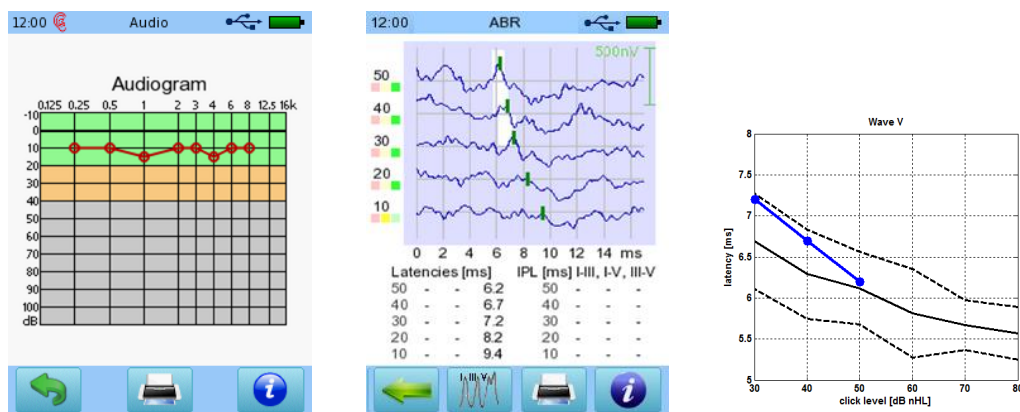 12:00 Audio
Audiogram
0.125 0.25 0.5 1 2 3 4 6 8 12.5 16k
-10
0
10
20
30
40
50
60
70
80
90
100
dB
12:00 ABR
500nV
50
40
30
20
10
0 2 4 6 8 10 12 14 ms
Latencies [ms] IPL [ms] I-III, I-V, III-V
50 - - 6.2 50 - - -
40 - - 6.7 40 - - -
30 - - 7.2 30 - - -
20 - - 8.2 20 - - -
10 - - 9.4 10 - - -
I III V
i
i
Wave V
8
7.5
7
6.5
6
5.5
5
latency [ms]
30 40 50 60 70 80
click level [dB nHL]